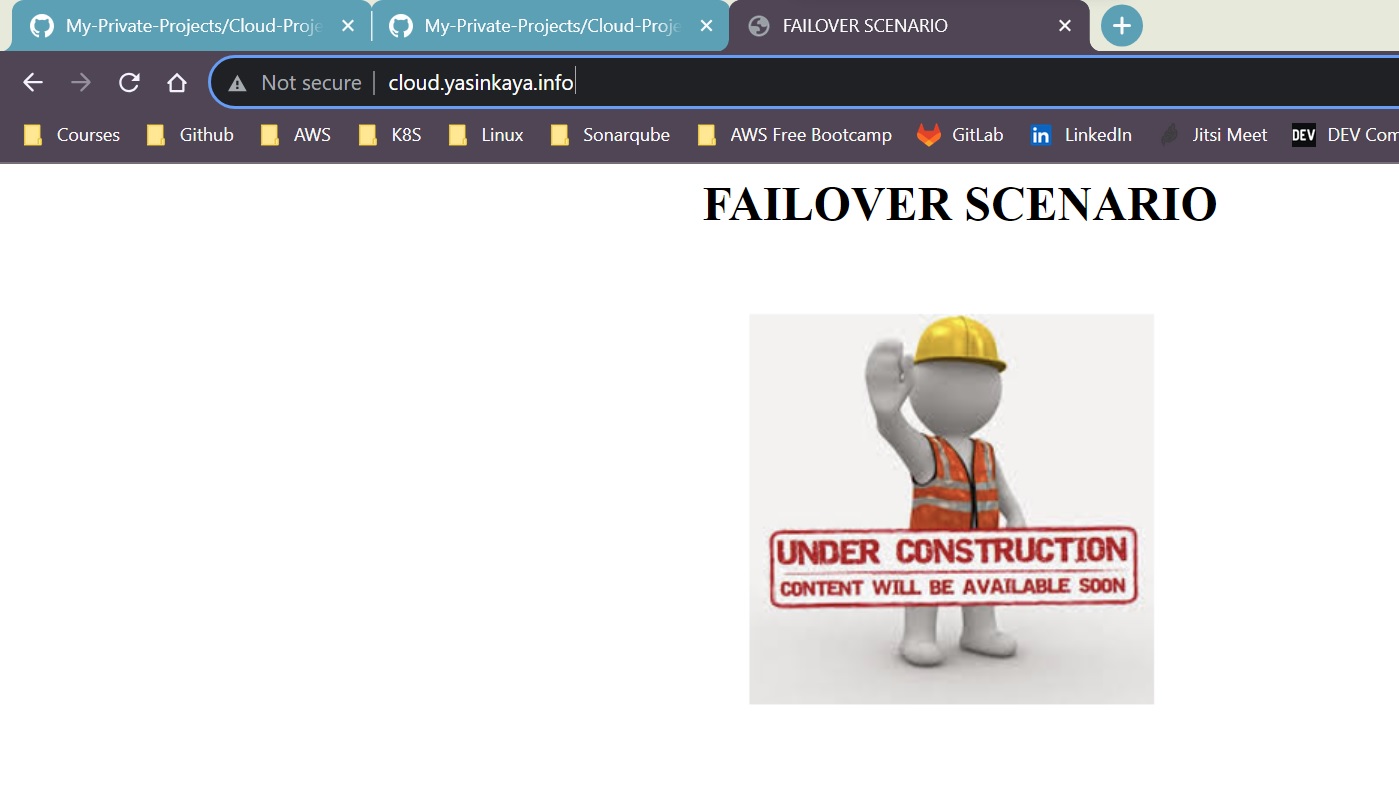 My-Private-Projects/Cloud-Proje
My-Private-Projects/Cloud-Proje
FAILOVER SCENARIO
Not secure
cloud.yasinkaya.info
Courses
Github
AWS
K8S
Linux
Sonarqube
AWS Free Bootcamp
GitLab
in
LinkedIn
Jitsi Meet
DEV
DEV Com
FAILOVER SCENARIO
UNDER CONSTRUCTION
CONTENT WILL BE AVAILABLE SOON